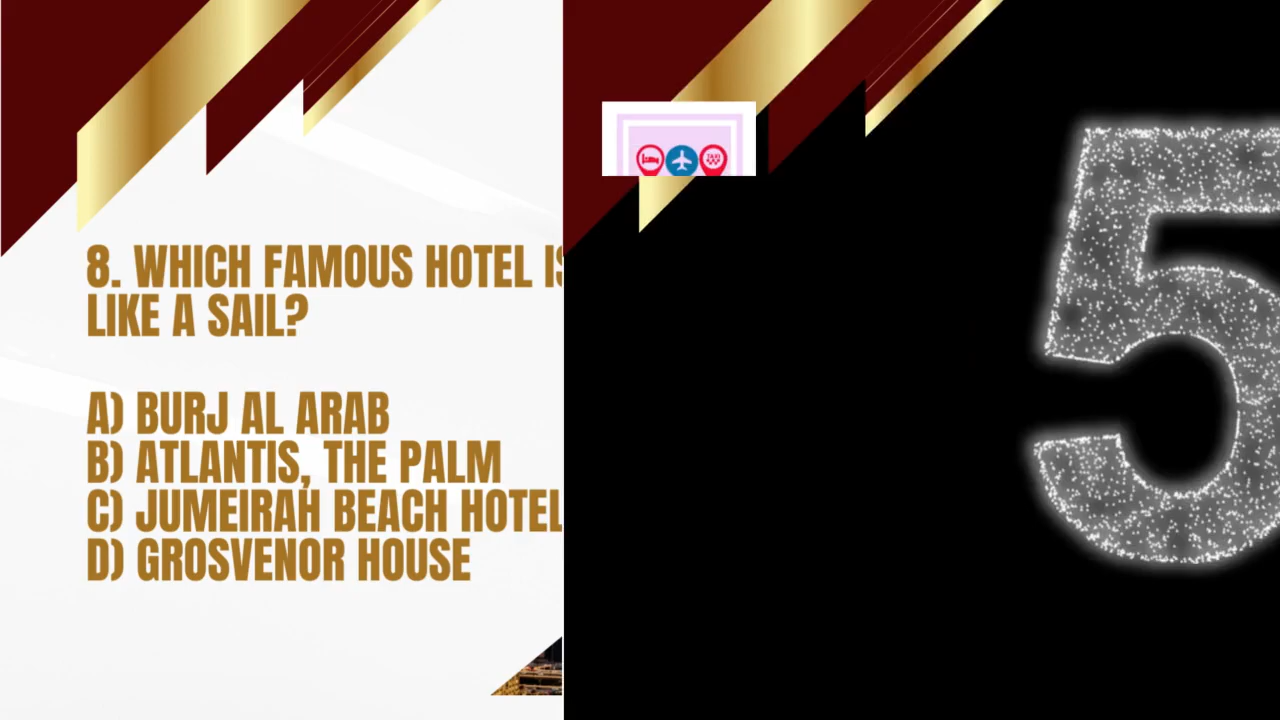 8. WHICH FAMOUS HOTEL IS
LIKE A SAIL?
A) BURJ AL ARAB
B) ATLANTIS, THE PALM
C) JUMEIRAH BEACH HOTEL
D) GROSVENOR HOUSE
TAXI
5